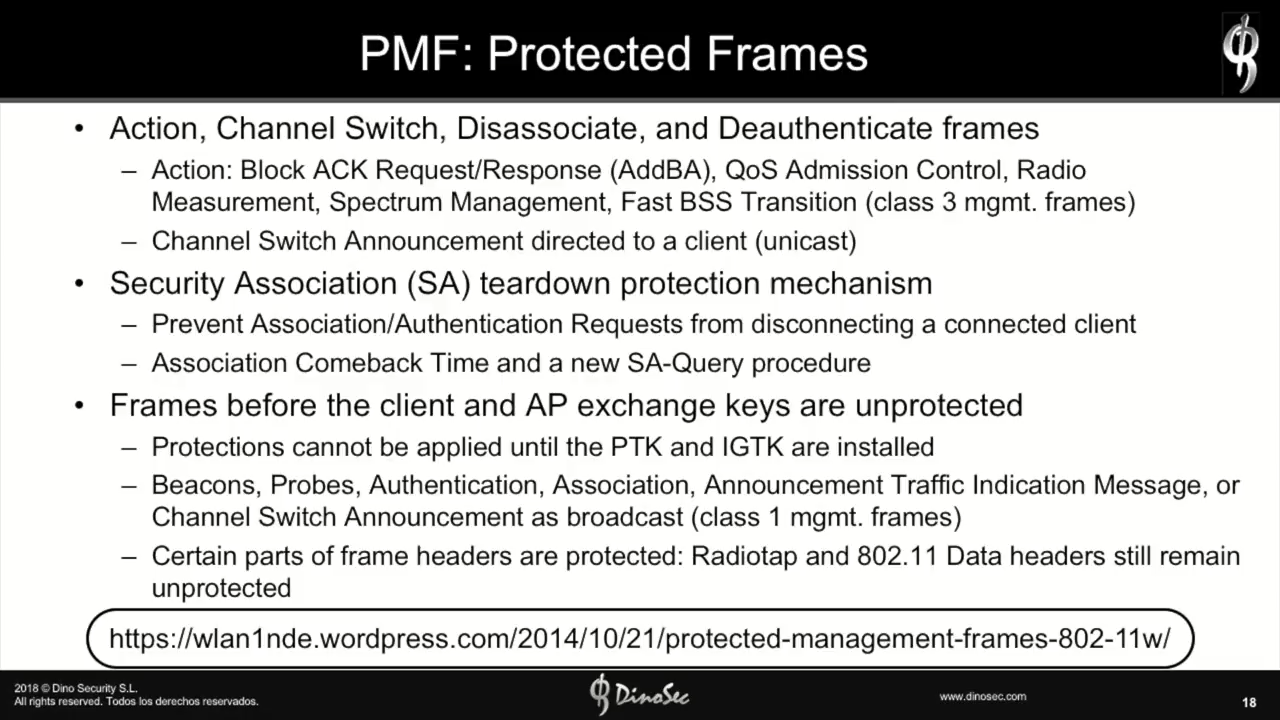 PMF: Protected Frames
• Action, Channel Switch, Disassociate, and Deauthenticate frames
– Action: Block ACK Request/Response (AddBA), QoS Admission Control, Radio
Measurement, Spectrum Management, Fast BSS Transition (class 3 mgmt. frames)
– Channel Switch Announcement directed to a client (unicast)
• Security Association (SA) teardown protection mechanism
– Prevent Association/Authentication Requests from disconnecting a connected client
– Association Comeback Time and a new SA-Query procedure
• Frames before the client and AP exchange keys are unprotected
– Protections cannot be applied until the PTK and IGTK are installed
– Beacons, Probes, Authentication, Association, Announcement Traffic Indication Message, or
Channel Switch Announcement as broadcast (class 1 mgmt. frames)
– Certain parts of frame headers are protected: Radiotap and 802.11 Data headers still remain
unprotected
https://wlan1nde.wordpress.com/2014/10/21/protected-management-frames-802-11w/
2018 © Dino Security S.L.
All rights reserved. Todos los derechos reservados.
DinoSec
www.dinosec.com
18